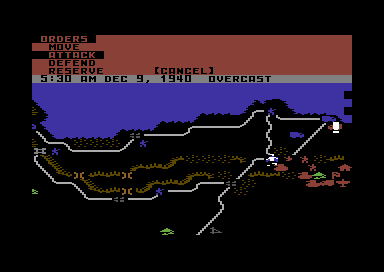 ORDERS
MOVE
ATTACK
DEFEND
RESERVE [CANCEL]
5:30 AM DEC 9, 1940 OVERCAST